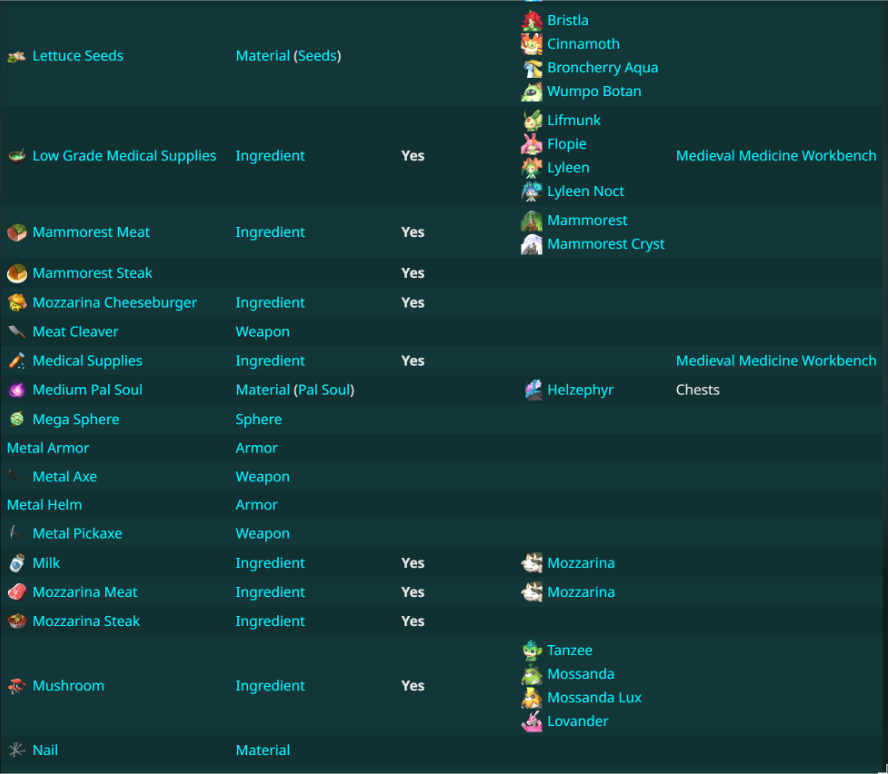 Bristla
Lettuce Seeds Material (Seeds) Cinnamoth
Broncherry Aqua
Wumpo Botan
Lifmunk
Low Grade Medical Supplies Ingredient Yes Flopie Medieval Medicine Workbench
Lyleen
Lyleen Noct
Mammorest Meat Ingredient Yes Mammorest
Mammorest Cryst
Mammorest Steak Yes
Mozzarina Cheeseburger Ingredient Yes
Meat Cleaver Weapon
Medical Supplies Ingredient Yes Medieval Medicine Workbench
Medium Pal Soul Material (Pal Soul) Helzephyr Chests
Mega Sphere Sphere
Metal Armor Armor
Metal Axe Weapon
Metal Helm Armor
Metal Pickaxe Weapon
Milk Ingredient Yes Mozzarina
Mozzarina Meat Ingredient Yes Mozzarina
Mozzarina Steak Ingredient Yes
Tanzee
Mushroom Ingredient Yes Mossanda
Mossanda Lux
Lovander
Nail Material